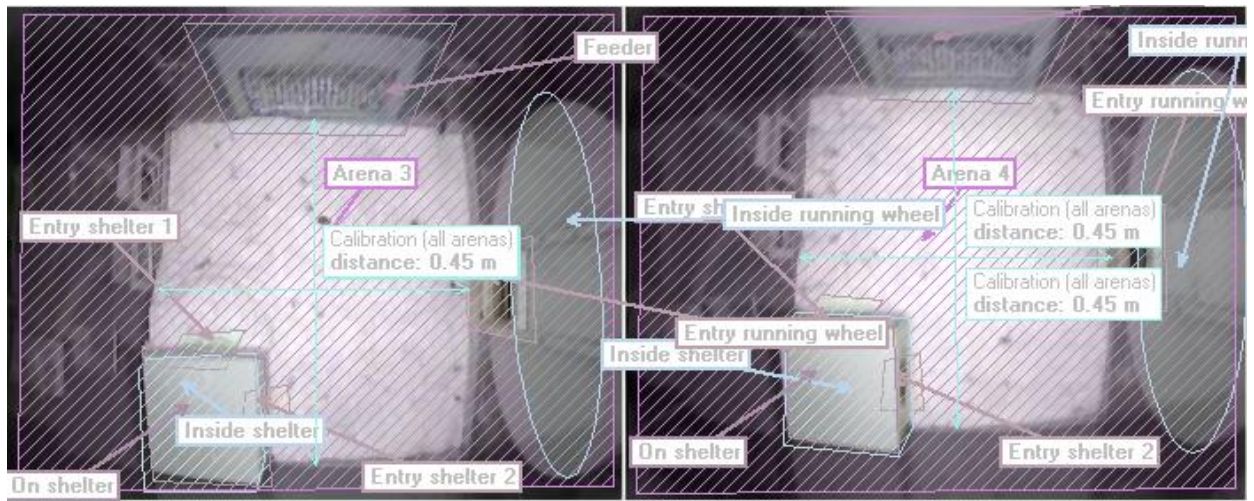 Feeder
Inside runn
Entry running w
Arena 3
Arena 4
Entry shelter 1
Entry sh
Inside running wheel
Calibration (all arenas)
distance: 0.45 m
Calibration (all arenas)
distance: 0.45 m
Calibration (all arenas)
distance: 0.45 m
Entry running wheel
Inside shelter
Inside shelter
On shelter
Entry shelter 2
On shelter
Entry shelter 2